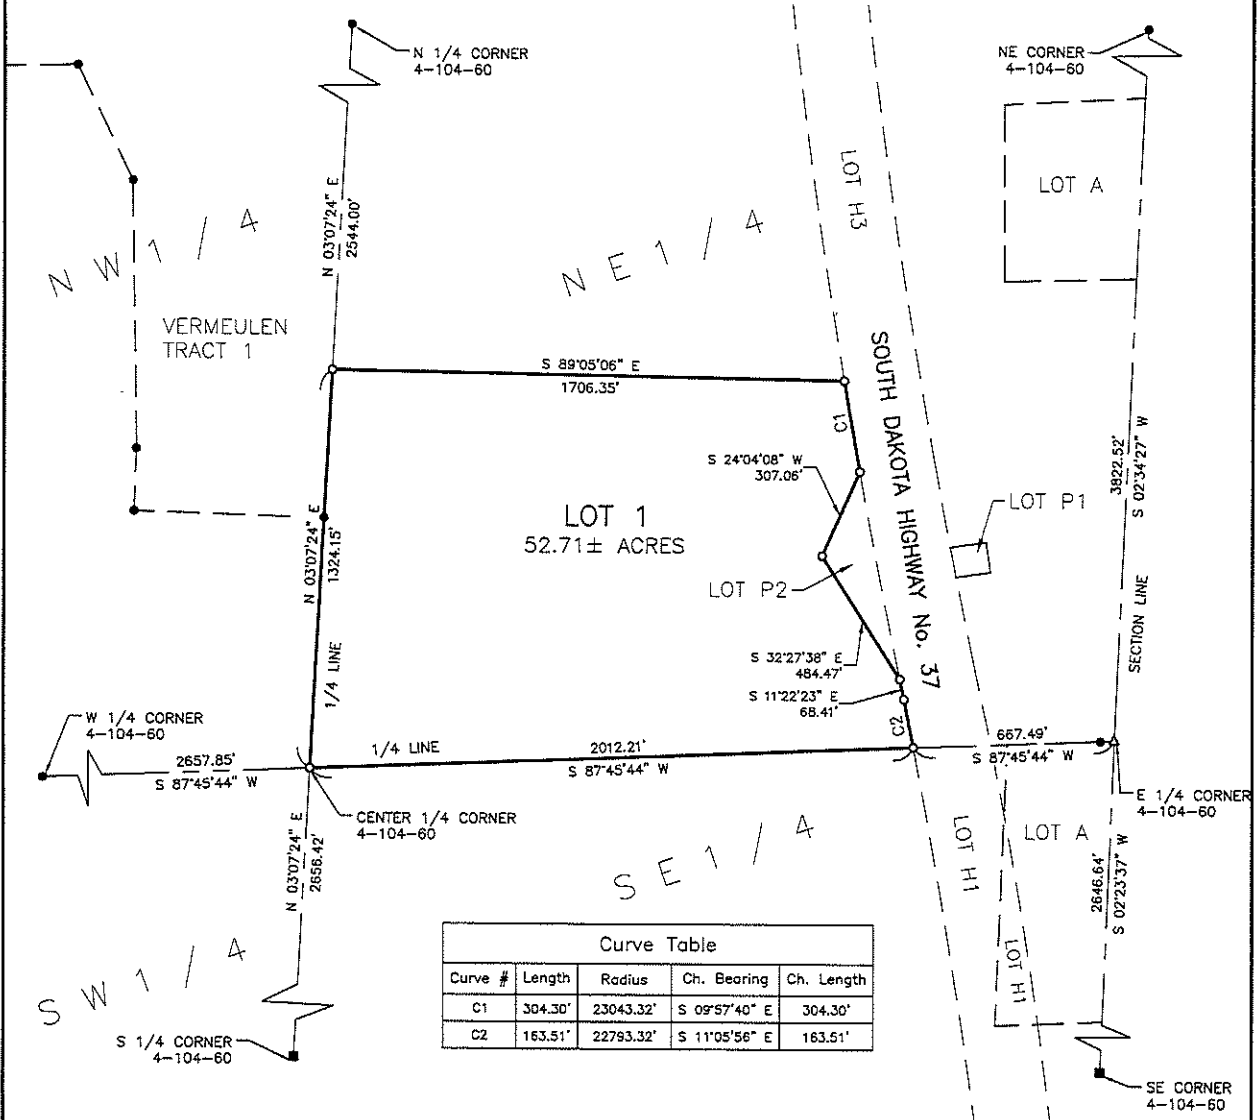 N 1/4 CORNER
4-104-60
NE CORNER
4-104-60
LOT H3
LOT A
N 03°07'24" E
2544.00'
NW 1/4
NE 1/4
VERMEULEN
TRACT 1
S 89°05'06" E
1706.35'
C1
SOUTH DAKOTA HIGHWAY No. 37
S 24°04'08" W
307.06'
3822.52'
S 02°34'27" W
LOT P1
LOT 1
52.71± ACRES
N 03°07'24" E
1324.15'
LOT P2
SECTION LINE
1/4 LINE
S 32°27'38" E
484.47'
S 11°22'23" E
68.41'
C2
W 1/4 CORNER
4-104-60
2657.85'
S 87°45'44" W
1/4 LINE
2012.21'
S 87°45'44" W
667.49'
S 87°45'44" W
E 1/4 CORNER
4-104-60
CENTER 1/4 CORNER
4-104-60
N 03°07'24" E
2656.42'
SE 1/4
LOT H1
LOT A
2646.64'
S 02°23'37" W
LOT H1
SW 1/4
Curve Table
Curve # Length Radius Ch. Bearing Ch. Length
C1 304.30' 23043.32' S 09°57'40" E 304.30'
C2 163.51' 22793.32' S 11°05'56" E 163.51'
S 1/4 CORNER
4-104-60
SE CORNER
4-104-60